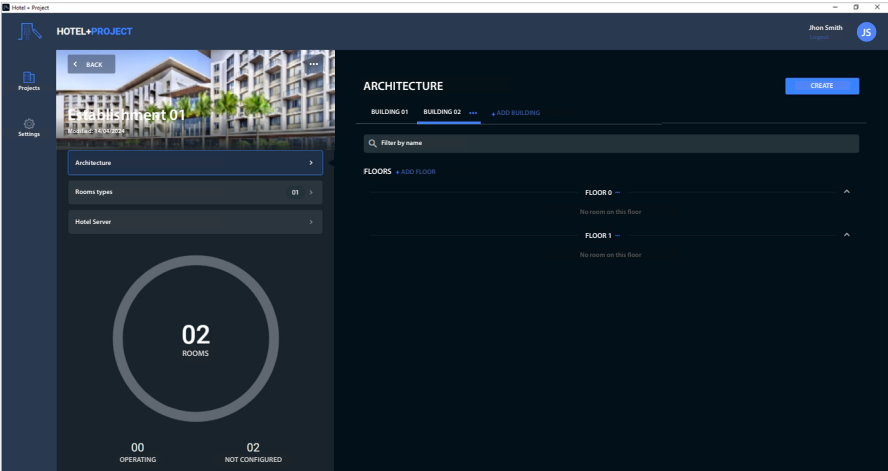 Hotel + Project
HOTEL+PROJECT
Jhon Smith
Logout
JS
Projects
Settings
BACK
Establishment 01
Modified: 14/04/2024
Architecture
Rooms types
01
Hotel Server
02
ROOMS
00
OPERATING
02
NOT CONFIGURED
ARCHITECTURE
CREATE
BUILDING 01
BUILDING 02
+ ADD BUILDING
Filter by name
FLOORS + ADD FLOOR
FLOOR 0
No room on this floor
FLOOR 1
No room on this floor